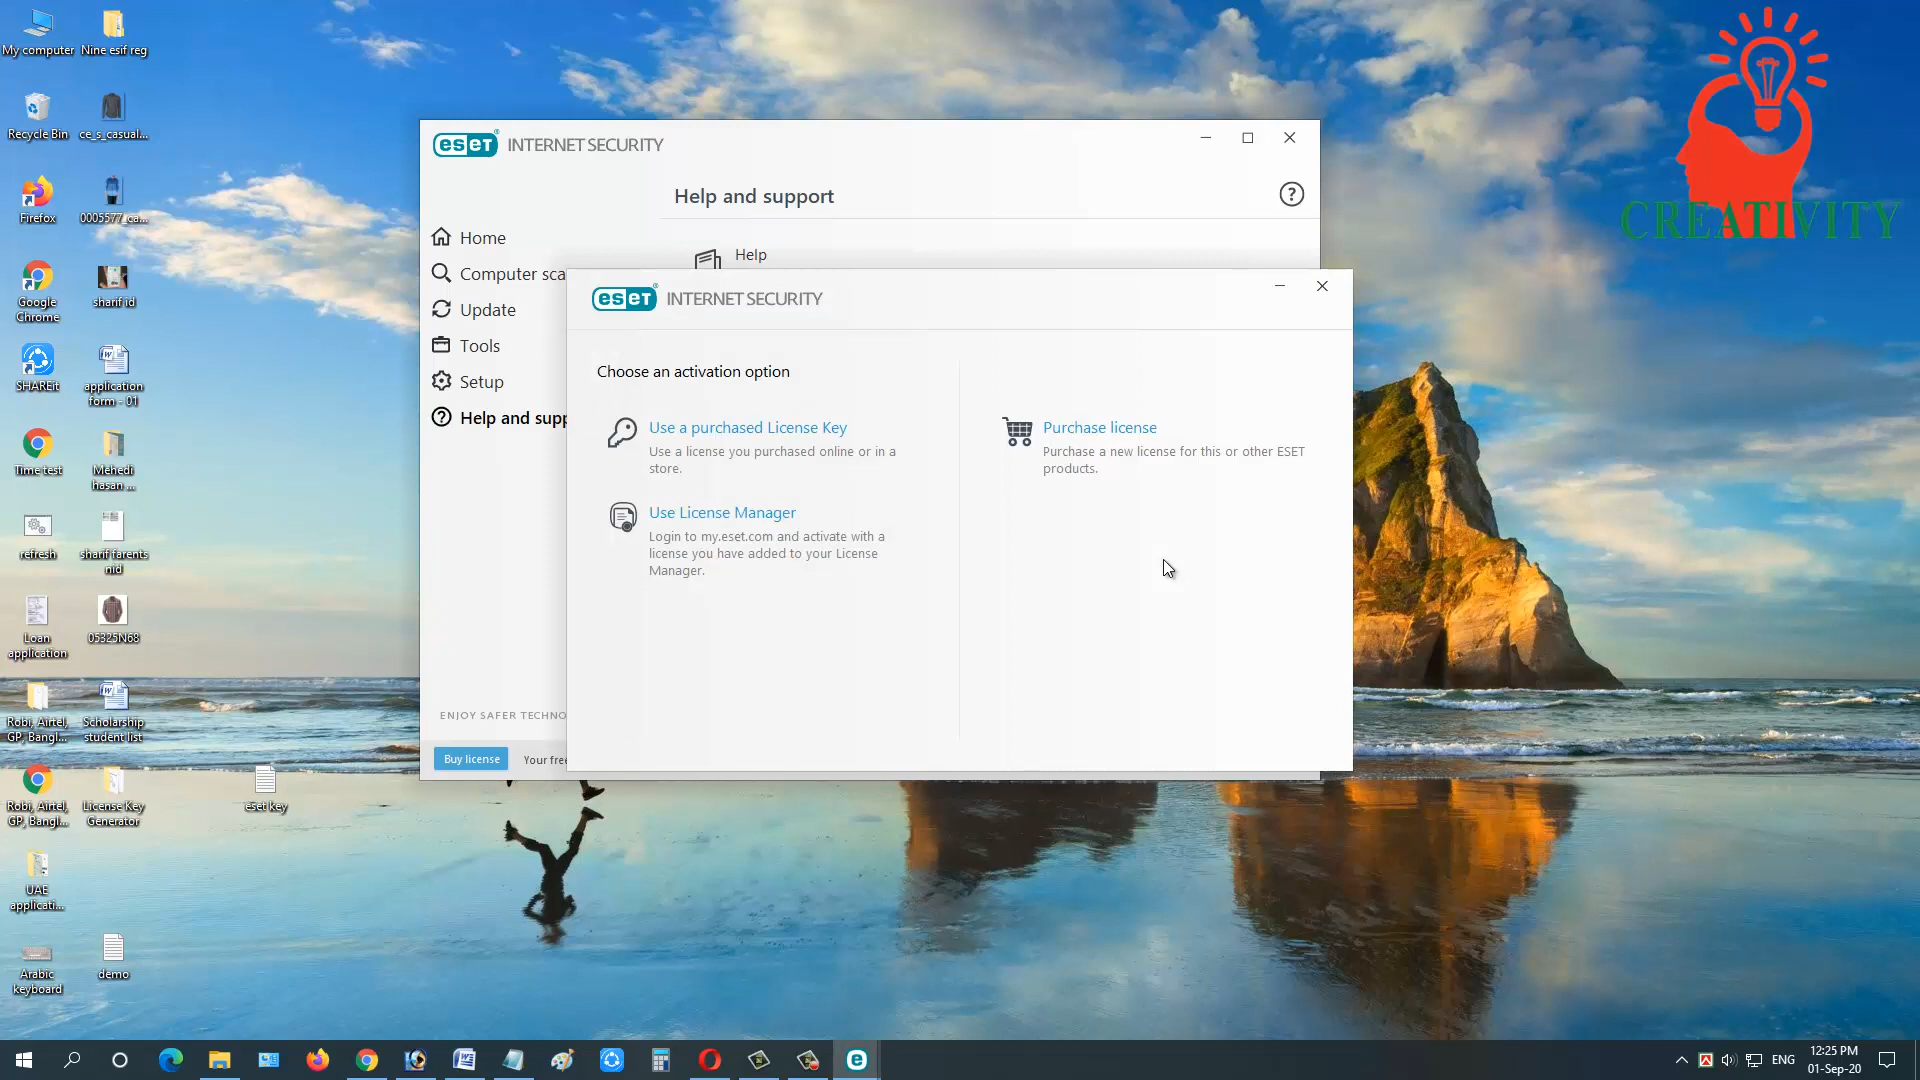 My computer
Nine esif reg
Recycle Bin
ce_s_casual...
Firefox
0005577_ca...
Google
Chrome
sharif id
SHAREit
application
form - 01
Time test
Mehedi
hasan ...
refresh
sharif farents
nid
Loan
application
05325N68
Robi, Airtel,
GP, Bangl...
Scholarship
student list
Robi, Airtel,
GP, Bangl...
License Key
Generator
eset key
UAE
applicati...
Arabic
keyboard
demo
CREATIVITY
eset INTERNET SECURITY
Help and support
?
Home
Computer sca
Update
Tools
Setup
Help and supp
Help
ENJOY SAFER TECHNO
Buy license
Your free
eset INTERNET SECURITY
Choose an activation option
Use a purchased License Key
Use a license you purchased online or in a
store.
Use License Manager
Login to my.eset.com and activate with a
license you have added to your License
Manager.
Purchase license
Purchase a new license for this or other ESET
products.
ENG
12:25 PM
01-Sep-20